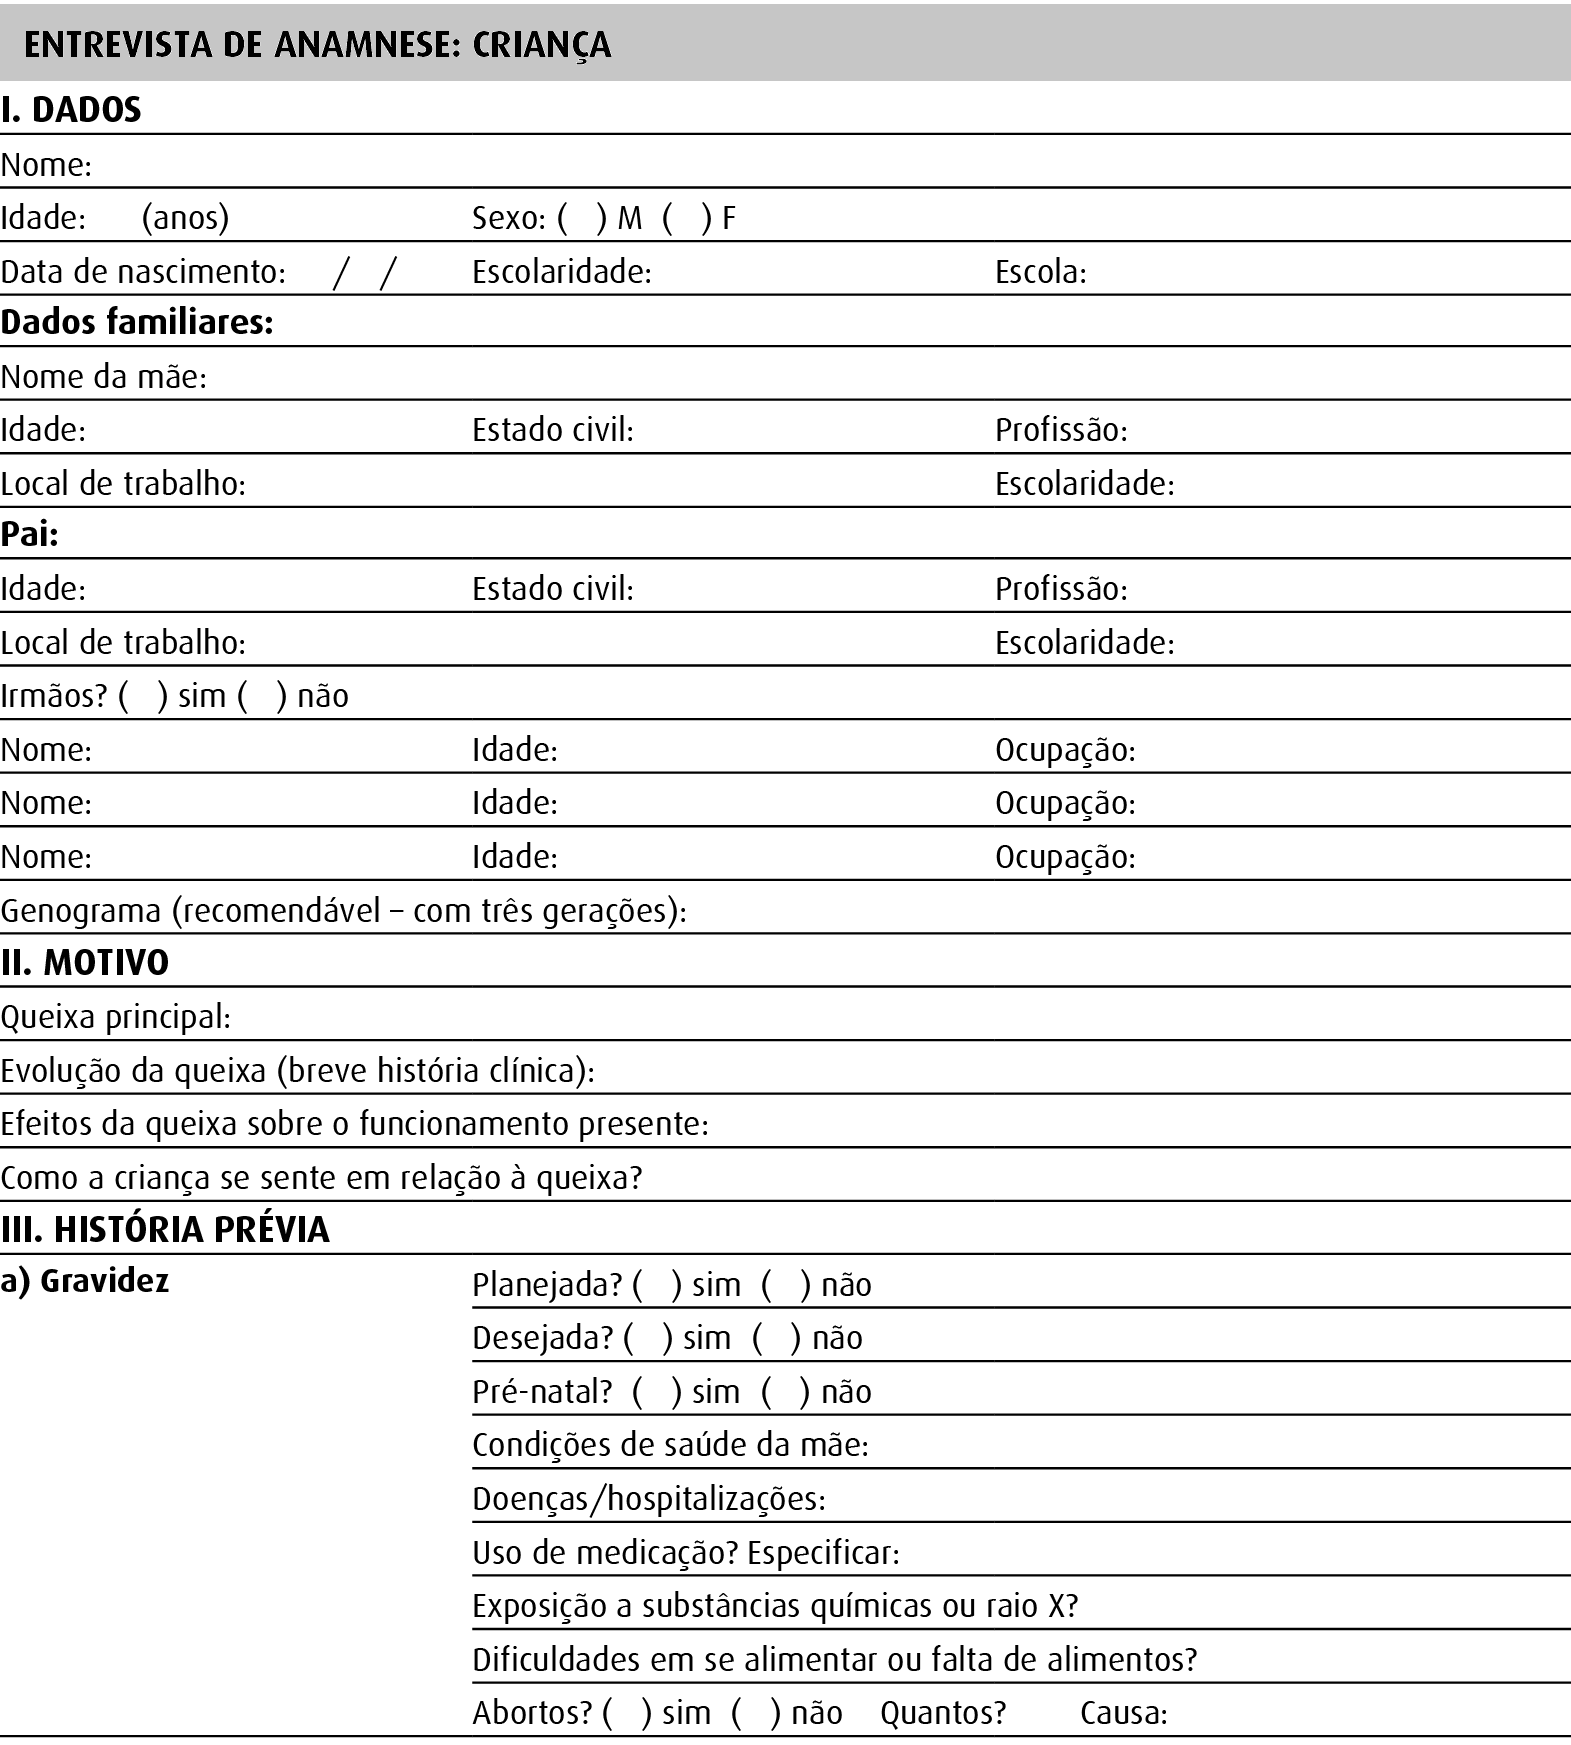 ENTREVISTA DE ANAMNESE: CRIANÇA
I. DADOS
Nome:
Idade: (anos) Sexo: ( ) M ( ) F
Data de nascimento: / / Escolaridade: Escola:
Dados familiares:
Nome da mãe:
Idade: Estado civil: Profissão:
Local de trabalho: Escolaridade:
Pai:
Idade: Estado civil: Profissão:
Local de trabalho: Escolaridade:
Irmãos? ( ) sim ( ) não
Nome: Idade: Ocupação:
Nome: Idade: Ocupação:
Nome: Idade: Ocupação:
Genograma (recomendável – com três gerações):
II. MOTIVO
Queixa principal:
Evolução da queixa (breve história clínica):
Efeitos da queixa sobre o funcionamento presente:
Como a criança se sente em relação à queixa?
III. HISTÓRIA PRÉVIA
a) Gravidez Planejada? ( ) sim ( ) não
Desejada? ( ) sim ( ) não
Pré-natal? ( ) sim ( ) não
Condições de saúde da mãe:
Doenças/hospitalizações:
Uso de medicação? Especificar:
Exposição a substâncias químicas ou raio X?
Dificuldades em se alimentar ou falta de alimentos?
Abortos? ( ) sim ( ) não Quantos? Causa: